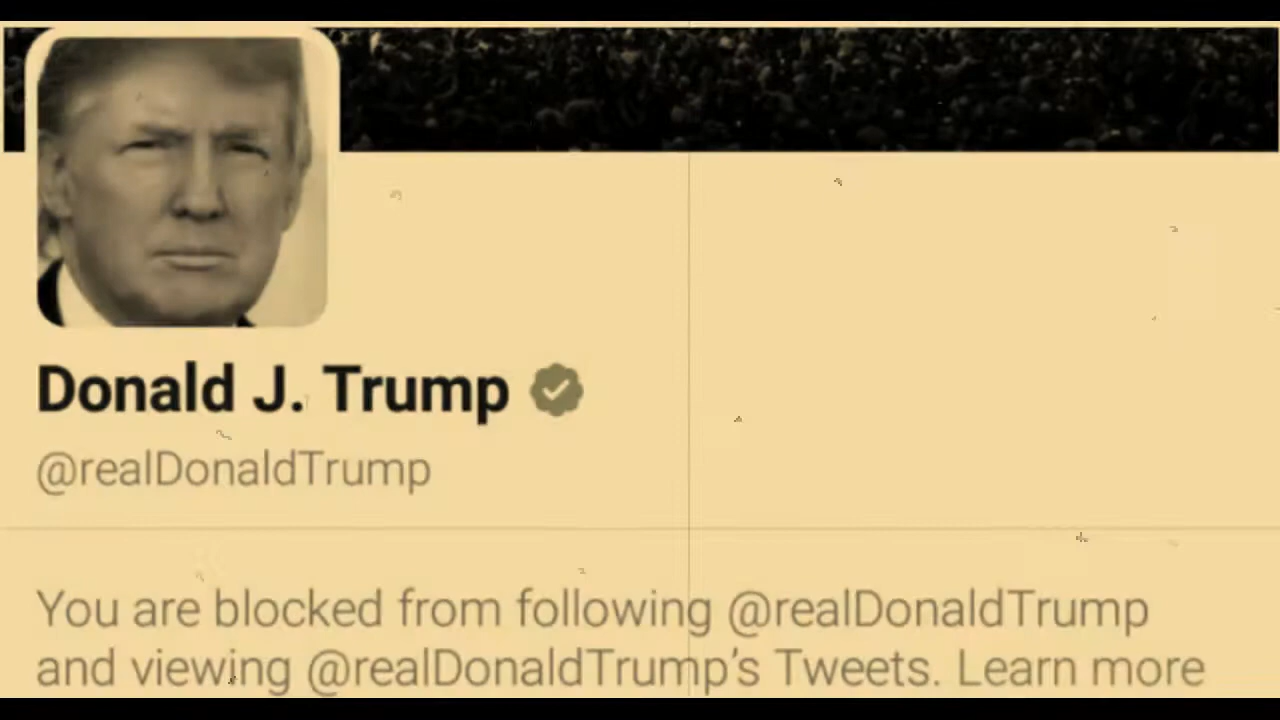 Donald J. Trump
@realDonaldTrump
You are blocked from following @realDonaldTrump
and viewing @realDonaldTrump's Tweets. Learn more